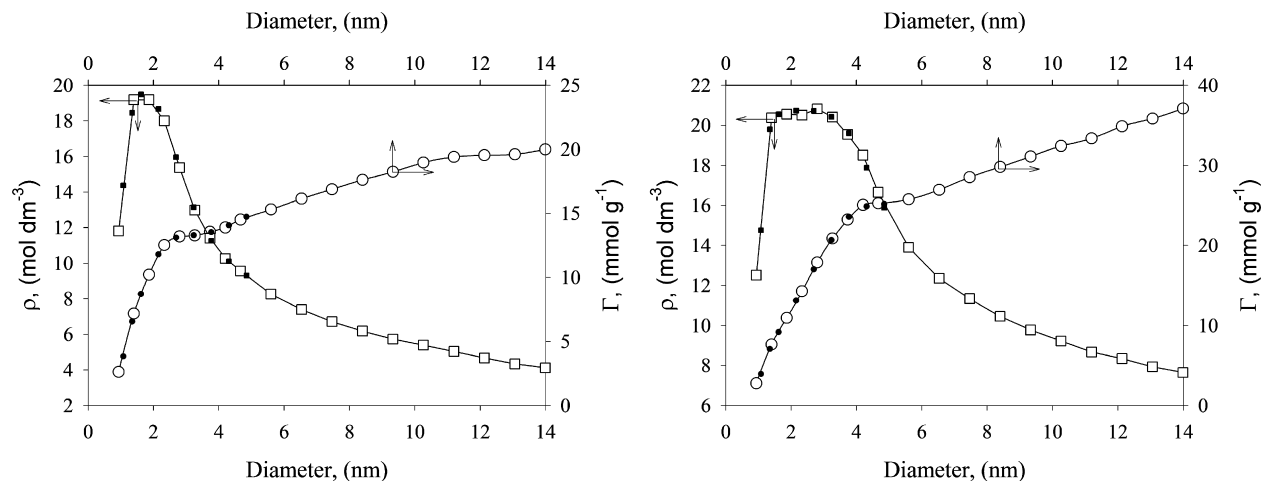 Diameter, (nm)
0 2 4 6 8 10 12 14
20 18 16 14 12 10 8 6 4 2
ρ, (mol dm⁻³)
25 20 15 10 5 0
Γ, (mmol g⁻¹)
0 2 4 6 8 10 12 14
Diameter, (nm)
Diameter, (nm)
0 2 4 6 8 10 12 14
22 20 18 16 14 12 10 8 6
ρ, (mol dm⁻³)
40 30 20 10 0
Γ, (mmol g⁻¹)
0 2 4 6 8 10 12 14
Diameter, (nm)